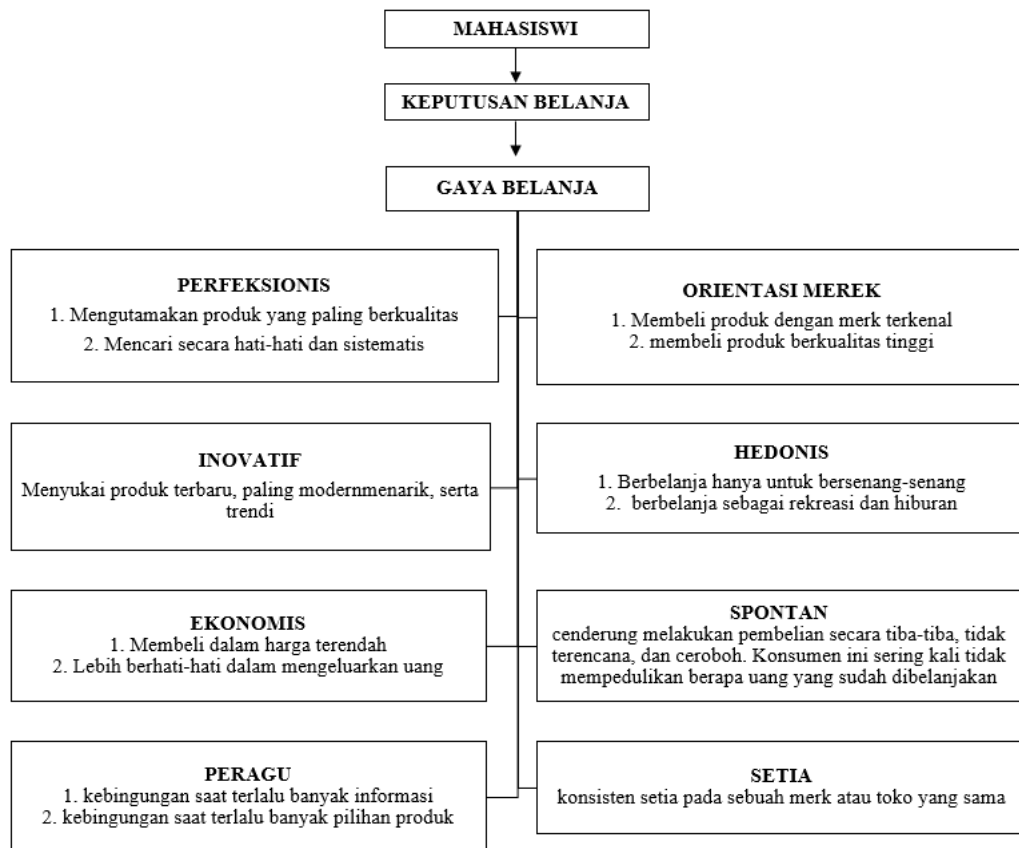 MAHASISWI
KEPUTUSAN BELANJA
GAYA BELANJA
PERFEKSIONIS
1. Mengutamakan produk yang paling berkualitas
2. Mencari secara hati-hati dan sistematis
ORIENTASI MEREK
1. Membeli produk dengan merk terkenal
2. membeli produk berkualitas tinggi
INOVATIF
Menyukai produk terbaru, paling modernmenarik, serta
trendi
HEDONIS
1. Berbelanja hanya untuk bersenang-senang
2. berbelanja sebagai rekreasi dan hiburan
EKONOMIS
1. Membeli dalam harga terendah
2. Lebih berhati-hati dalam mengeluarkan uang
SPONTAN
cenderung melakukan pembelian secara tiba-tiba, tidak
terencana, dan ceroboh. Konsumen ini sering kali tidak
mempedulikan berapa uang yang sudah dibelanjakan
PERAGU
1. kebingungan saat terlalu banyak informasi
2. kebingungan saat terlalu banyak pilihan produk
SETIA
konsisten setia pada sebuah merk atau toko yang sama